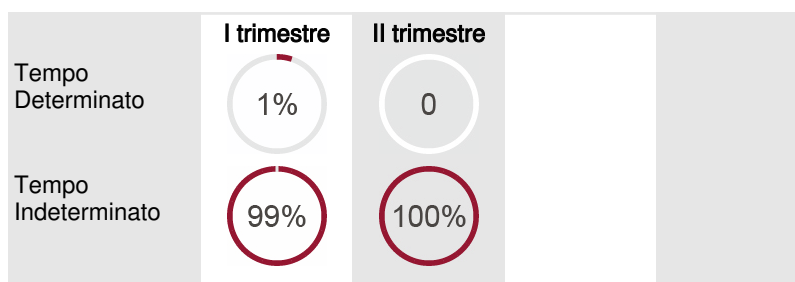 I trimestre II trimestre
Tempo
Determinato
1% 0
Tempo
Indeterminato
99% 100%